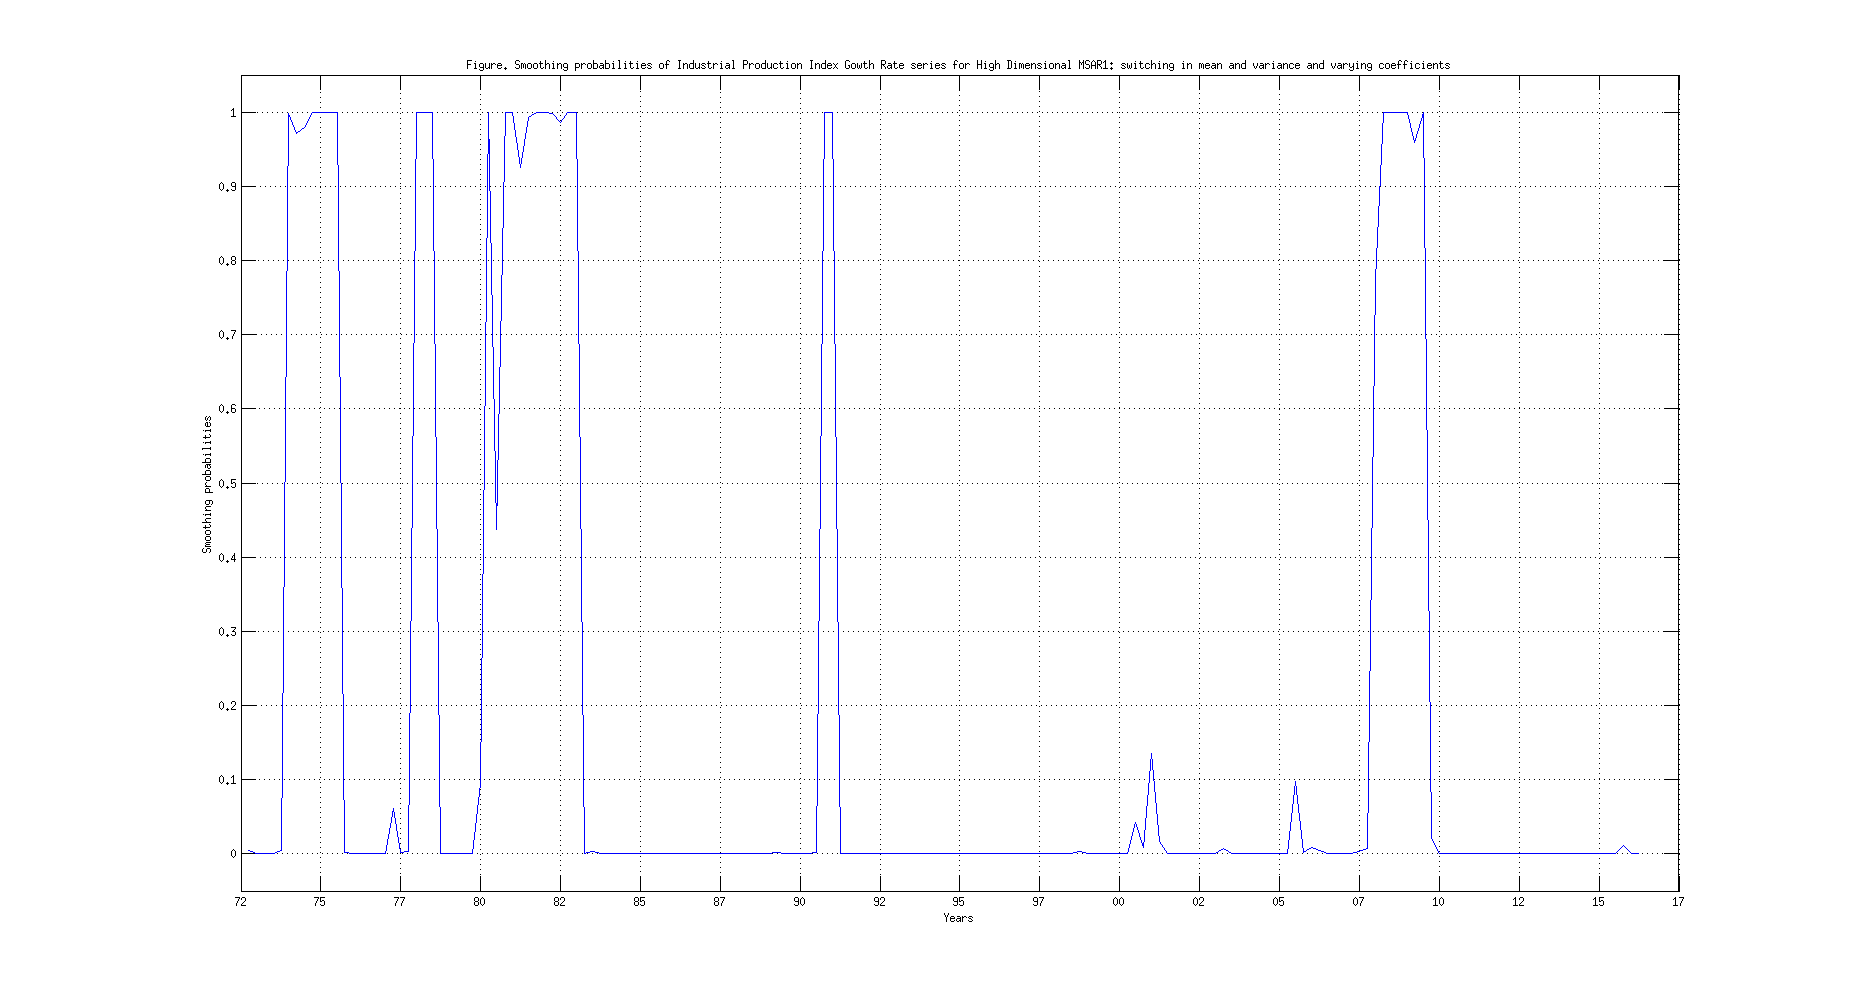 Figure. Smoothing probabilities of Industrial Production Index Gowth Rate series for High Dimensional MSAR1: switching in mean and variance and varying coefficients
1
0.9
0.8
0.7
0.6
0.5
0.4
0.3
0.2
0.1
0
Smoothing probabilities
72 75 77 80 82 85 87 90 92 95 97 00 02 05 07 10 12 15 17
Years